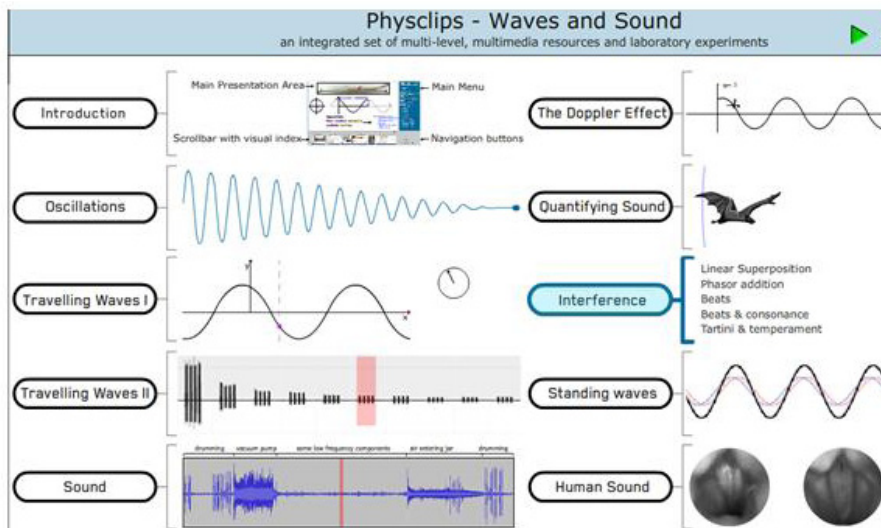 Physclips - Waves and Sound
an integrated set of multi-level, multimedia resources and laboratory experiments
Introduction
Main Presentation Area
Main Menu
Scrollbar with visual index
Navigation buttons
The Doppler Effect
Oscillations
Quantifying Sound
Travelling Waves I
y
x
Interference
Linear Superposition
Phasor addition
Beats
Beats & consonance
Tartini & temperament
Travelling Waves II
Standing waves
Sound
drumming vacuum pump some low frequency components air entering jar drumming
Human Sound